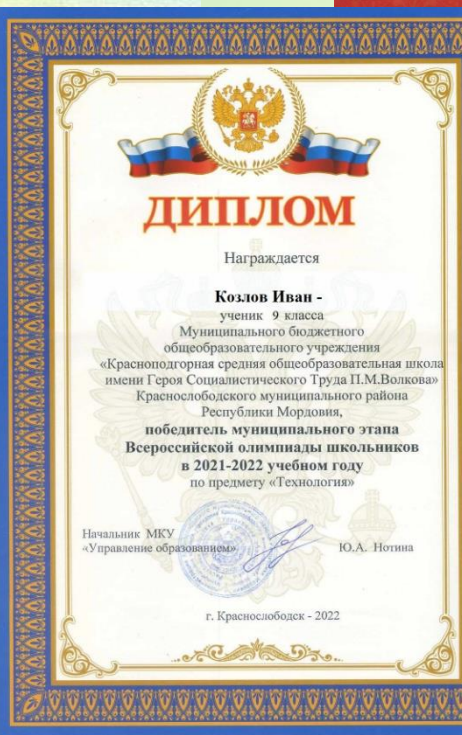 ДИПЛОМ
Награждается
Козлов Иван -
ученик 9 класса
Муниципального бюджетного
общеобразовательного учреждения
«Красноподгорная средняя общеобразовательная школа
имени Героя Социалистического Труда П.М.Волкова»
Краснослободского муниципального района
Республики Мордовия,
победитель муниципального этапа
Всероссийской олимпиады школьников
в 2021-2022 учебном году
по предмету «Технология»
Начальник МКУ
«Управление образованием»
Ю.А. Нотина
г. Краснослободск - 2022